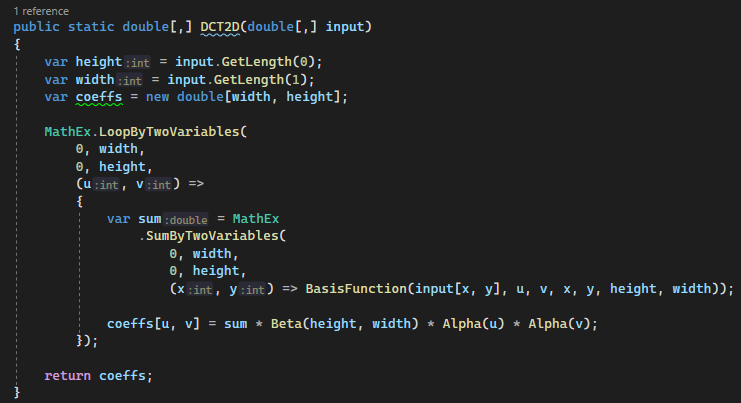 1 reference
public static double[,] DCT2D(double[,] input)
{
    var height:int = input.GetLength(0);
    var width:int = input.GetLength(1);
    var coeffs = new double[width, height];

    MathEx.LoopByTwoVariables(
        0, width,
        0, height,
        (u:int, v:int) =>
        {
            var sum:double = MathEx
                .SumByTwoVariables(
                    0, width,
                    0, height,
                    (x:int, y:int) => BasisFunction(input[x, y], u, v, x, y, height, width));

            coeffs[u, v] = sum * Beta(height, width) * Alpha(u) * Alpha(v);
        });

    return coeffs;
}